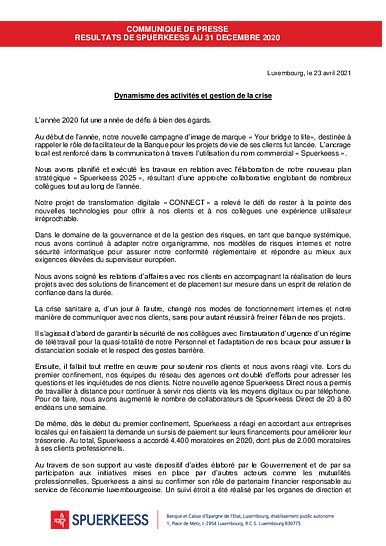 COMMUNIQUE DE PRESSE
RESULTATS DE SPUERKEESS AU 31 DECEMBRE 2020
Luxembourg, le 23 avril 2021
Dynamisme des activités et gestion de la crise
L'année 2020 fut une année de défis à bien des égards.
Au début de l'année, notre nouvelle campagne d'image de marque « Your bridge to life», destinée à
rappeler le rôle de facilitateur de la Banque pour les projets de vie de ses clients fut lancée. L'ancrage
local est renforcé dans la communication à travers l'utilisation du nom commercial « Spuerkeess ».
Nous avons planifié et exécuté les travaux en relation avec l'élaboration de notre nouveau plan
stratégique « Spuerkeess 2025 », résultant d'une approche collaborative englobant de nombreux
collègues tout au long de l'année.
Notre projet de transformation digitale «CONNECT» a relevé le défi de rester à la pointe des
nouvelles technologies pour offrir à nos clients et à nos collègues une expérience utilisateur
irréprochable.
Dans le domaine de la gouvernance et de la gestion des risques, en tant que banque systémique,
nous avons continué à adapter notre organigramme, nos modèles de risques internes et notre
sécurité informatique pour assurer notre conformité réglementaire et répondre au mieux aux
exigences élevées du superviseur européen.
Nous avons soigné les relations d'affaires avec nos clients en accompagnant la réalisation de leurs
projets avec des solutions de financement et de placement sur mesure dans un esprit de relation de
confiance dans la durée.
La crise sanitaire a, d'un jour à l'autre, changé nos modes de fonctionnement internes et notre
manière de communiquer avec nos clients, sans pour autant réussir à freiner l'élan de nos projets.
Il s'agissait d'abord de garantir la sécurité de nos collègues avec l'instauration d'urgence d'un régime
de télétravail pour la quasi-totalité de notre Personnel et l'adaptation de nos locaux pour assurer la
distanciation sociale et le respect des gestes barrière.
Ensuite, il fallait tout mettre en œuvre pour soutenir nos clients et nous avons réagi vite. Lors du
premier confinement, nos équipes du réseau des agences ont doublé d'efforts pour adresser les
questions et les inquiétudes de nos clients. Notre nouvelle agence Spuerkeess Direct nous a permis
de travailler à distance pour continuer à servir nos clients via les moyens digitaux ou par téléphone.
Pour ce faire, nous avons augmenté le nombre de collaborateurs de Spuerkeess Direct de 20 à 80
endéans une semaine.
De même, dès le début du premier confinement, Spuerkeess a réagi en accordant aux entreprises
locales qui en faisaient la demande un sursis de paiement sur leurs financements pour améliorer leur
trésorerie. Au total, Spuerkeess a accordé 4.400 moratoires en 2020, dont plus de 2.000 moratoires
à ses clients professionnels.
Au travers de son support au vaste dispositif d'aides élaboré par le Gouvernement et de par sa
participation aux initiatives mises en place par d'autres acteurs comme les mutualités
professionnelles, Spuerkeess a ainsi su confirmer son rôle de partenaire financier responsable au
service de l'économie luxembourgeoise. Un suivi étroit a été réalisé par les organes de direction et
SPUERKEESS
Banque et Caisse d'Epargne de l'Etat, Luxembourg, établissement public autonome
1, Place de Metz, L-2954 Luxembourg, R.C.S. Luxembourg B30775